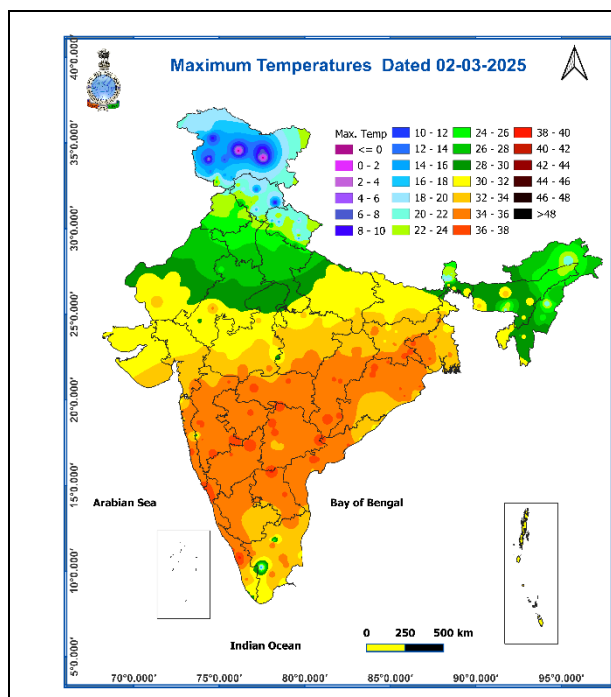 Maximum Temperatures Dated 02-03-2025
Max. Temp
<= 0
0 - 2
2 - 4
4 - 6
6 - 8
8 - 10
10 - 12
12 - 14
14 - 16
16 - 18
18 - 20
20 - 22
22 - 24
24 - 26
26 - 28
28 - 30
30 - 32
32 - 34
34 - 36
36 - 38
38 - 40
40 - 42
42 - 44
44 - 46
46 - 48
>48
40°0.000'
35°0.000'
30°0.000'
25°0.000'
20°0.000'
15°0.000'
10°0.000'
5°0.000'
Arabian Sea
Bay of Bengal
Indian Ocean
0 250 500 km
70°0.000' 75°0.000' 80°0.000' 85°0.000' 90°0.000' 95°0.000'